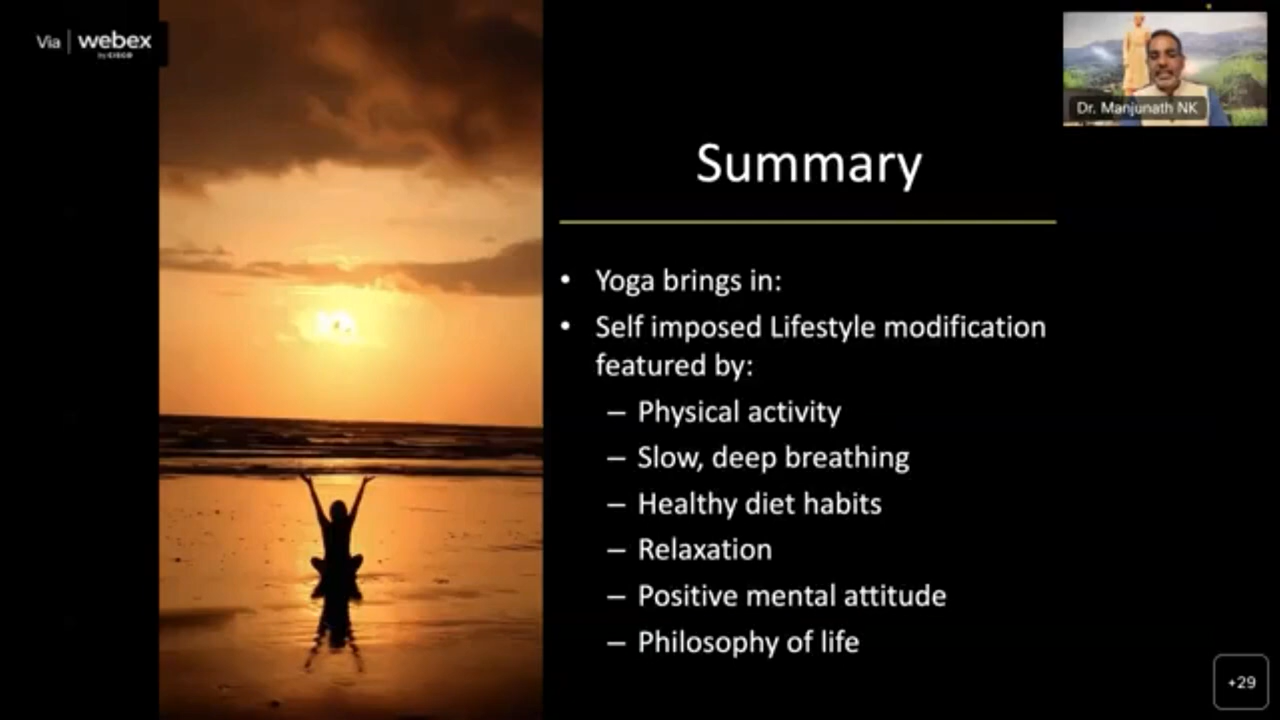 Via | webex
by CISCO
Dr. Manjunath NK
Summary
• Yoga brings in:
• Self imposed Lifestyle modification
featured by:
– Physical activity
– Slow, deep breathing
– Healthy diet habits
– Relaxation
– Positive mental attitude
– Philosophy of life
+29